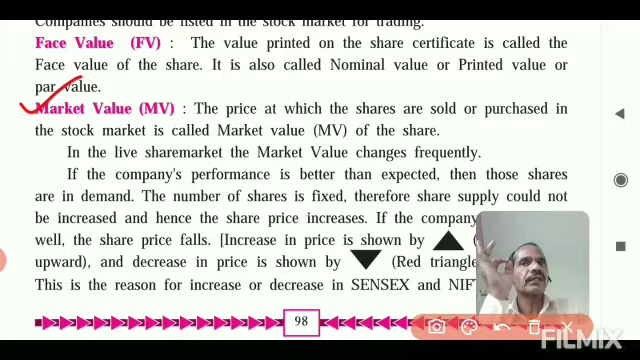 Companies should be listed in the stock market for trading.
Face Value (FV) : The value printed on the share certificate is called the
Face value of the share. It is also called Nominal value or Printed value or
par value.
Market Value (MV) : The price at which the shares are sold or purchased in
the stock market is called Market value (MV) of the share.
In the live sharemarket the Market Value changes frequently.
If the company's performance is better than expected, then those shares
are in demand. The number of shares is fixed, therefore share supply could not
be increased and hence the share price increases. If the company
well, the share price falls. [Increase in price is shown by
upward), and decrease in price is shown by (Red triangle
This is the reason for increase or decrease in SENSEX and
98
FILMIX